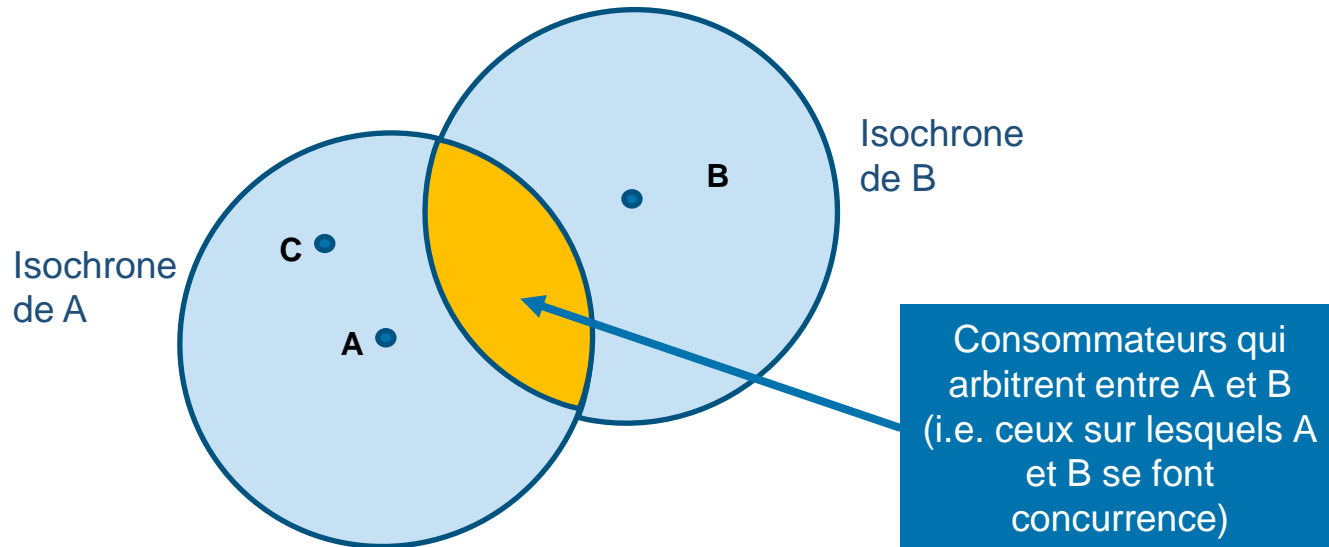 Isochrone
de B
B
C
Isochrone
de A
A
Consommateurs qui
arbitrent entre A et B
(i.e. ceux sur lesquels A
et B se font
concurrence)